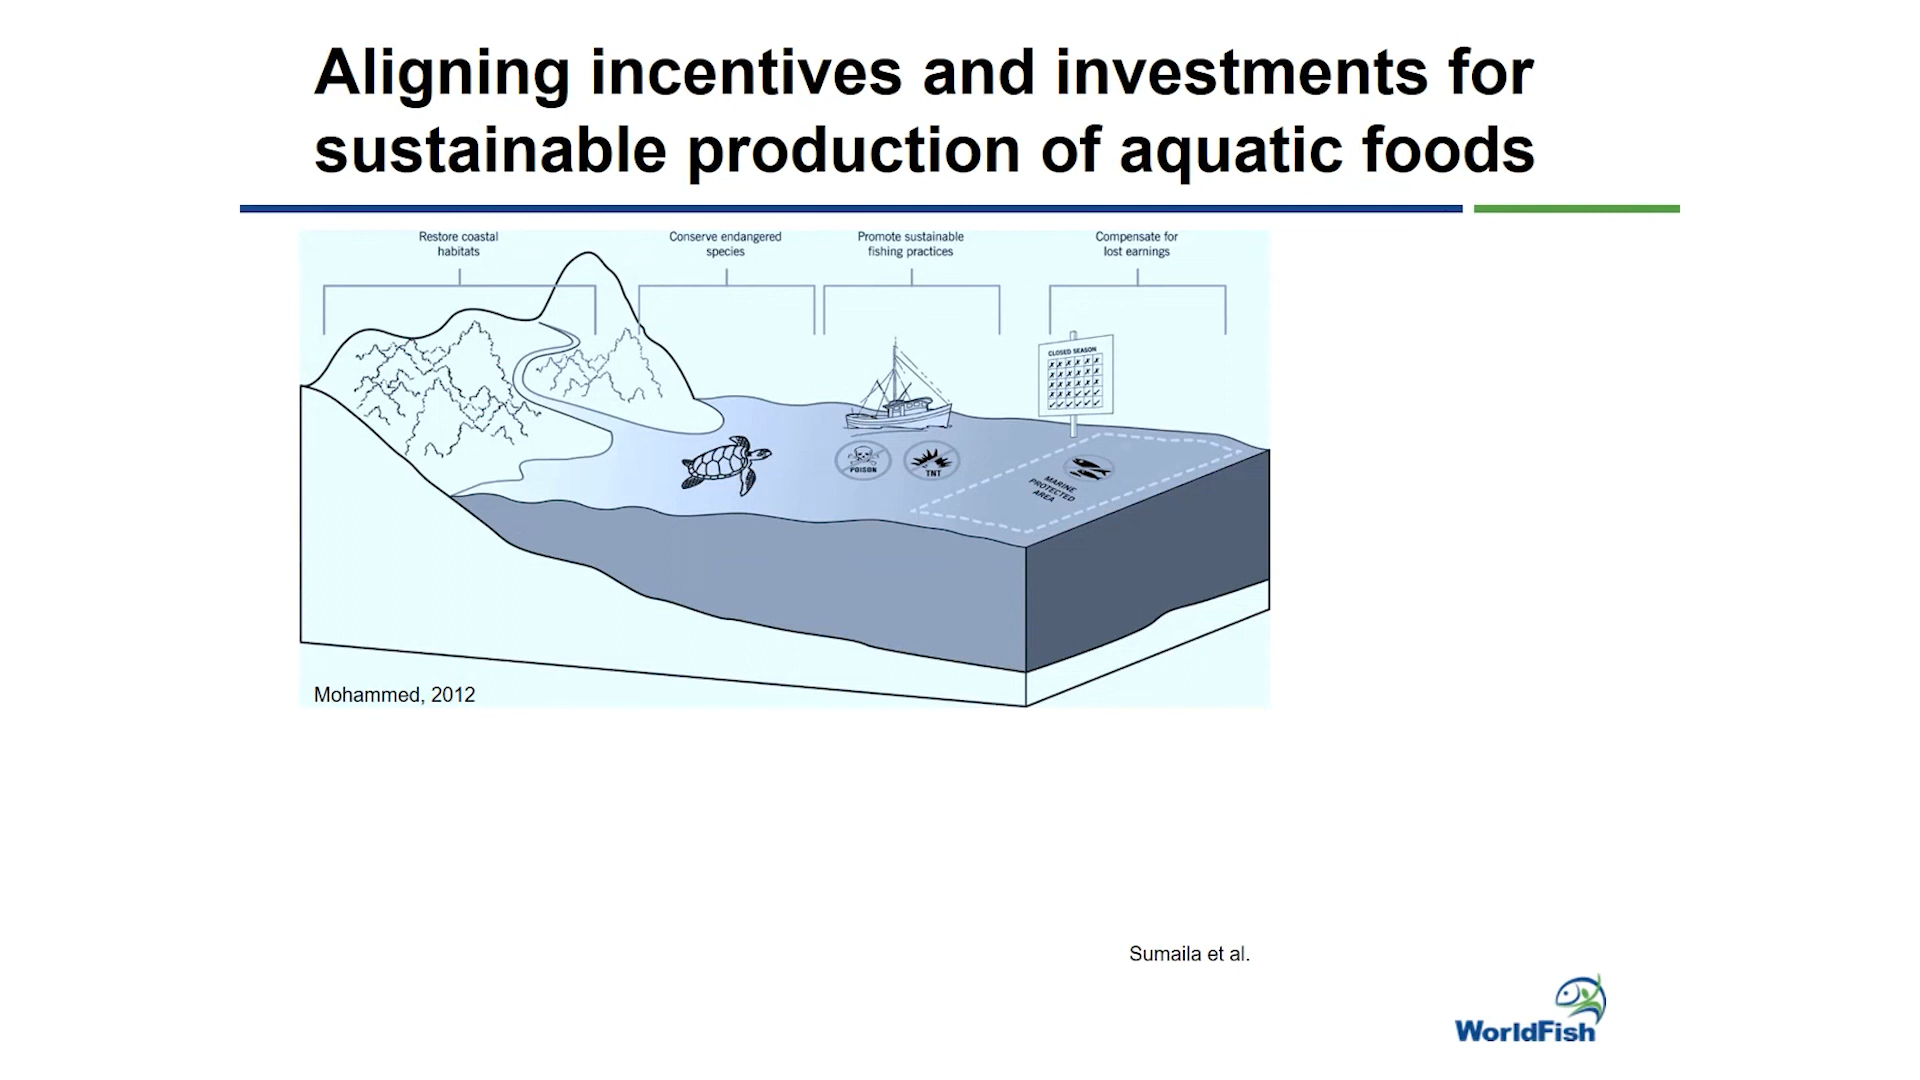 Aligning incentives and investments for
sustainable production of aquatic foods
Restore coastal
habitats
Conserve endangered
species
Promote sustainable
fishing practices
Compensate for
lost earnings
CLOSED SEASON
POISON
TNT
MARINE
PROTECTED
AREA
Mohammed, 2012
Sumaila et al.
WorldFish